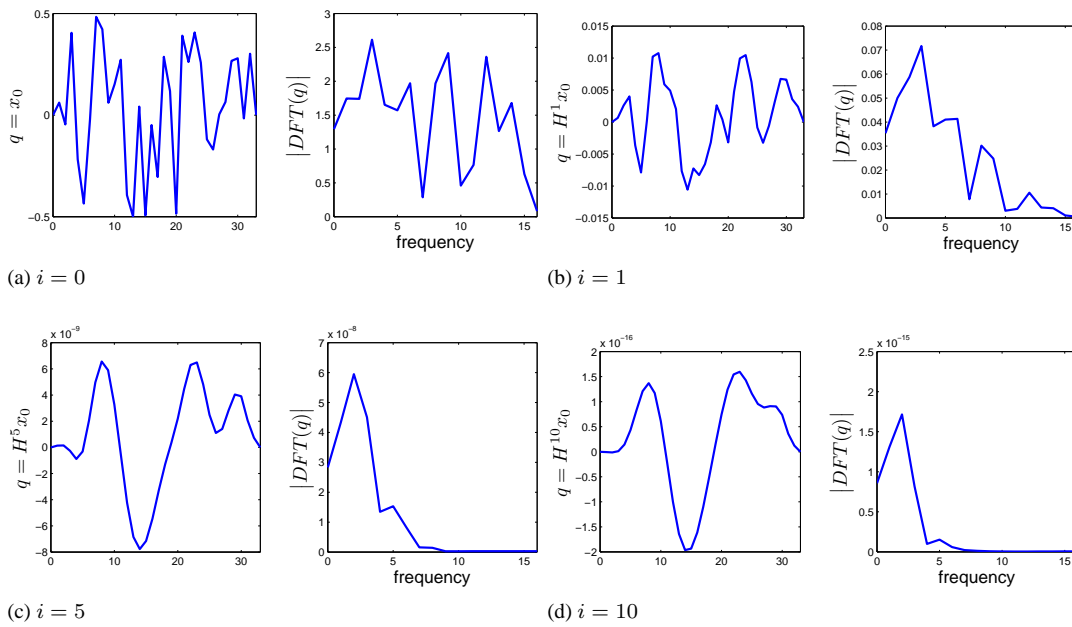 0.5
0
−0.5
0 10 20 30
q = x₀
3
2.5
2
1.5
1
0.5
0
0 5 10 15
|DFT(q)|
frequency
(a) i = 0
0.015
0.01
0.005
0
−0.005
−0.01
−0.015
0 10 20 30
q = H¹x₀
0.08
0.07
0.06
0.05
0.04
0.03
0.02
0.01
0
0 5 10 15
|DFT(q)|
frequency
(b) i = 1
x 10⁻⁹
8
6
4
2
0
−2
−4
−6
−8
0 10 20 30
q = H⁵x₀
x 10⁻⁸
7
6
5
4
3
2
1
0
0 5 10 15
|DFT(q)|
frequency
(c) i = 5
x 10⁻¹⁶
2
1.5
1
0.5
0
−0.5
−1
−1.5
−2
0 10 20 30
q = H¹⁰x₀
x 10⁻¹⁵
2.5
2
1.5
1
0.5
0
0 5 10 15
|DFT(q)|
frequency
(d) i = 10